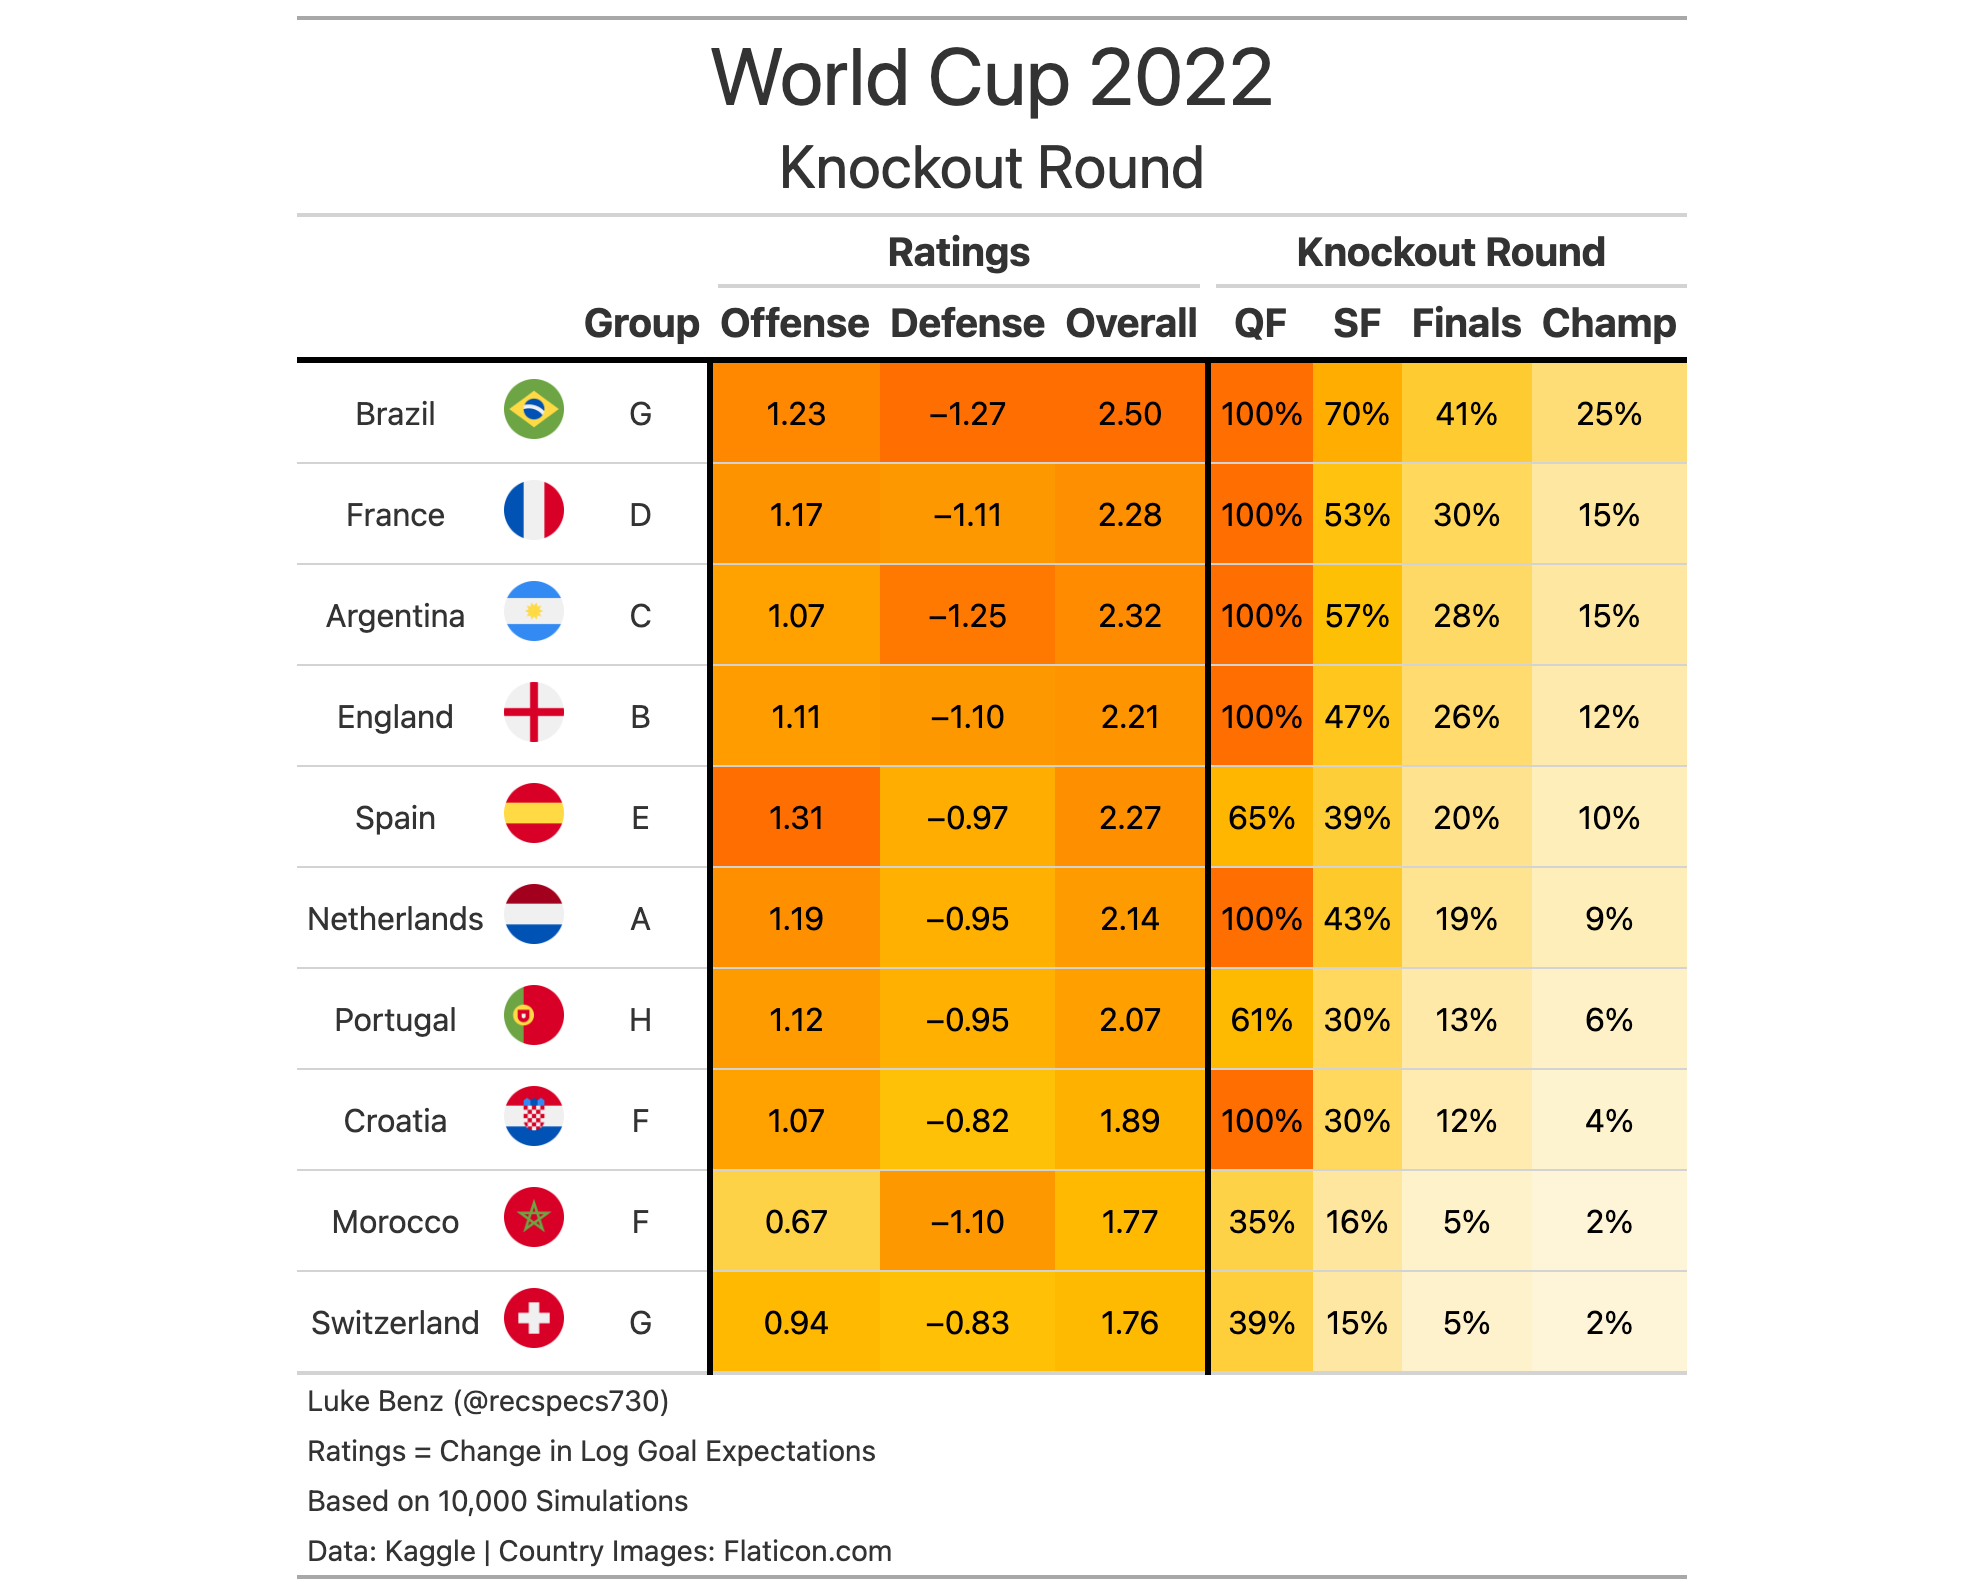 World Cup 2022
Knockout Round
Ratings Knockout Round
Group Offense Defense Overall QF SF Finals Champ
Brazil G 1.23 −1.27 2.50 100% 70% 41% 25%
France D 1.17 −1.11 2.28 100% 53% 30% 15%
Argentina C 1.07 −1.25 2.32 100% 57% 28% 15%
England B 1.11 −1.10 2.21 100% 47% 26% 12%
Spain E 1.31 −0.97 2.27 65% 39% 20% 10%
Netherlands A 1.19 −0.95 2.14 100% 43% 19% 9%
Portugal H 1.12 −0.95 2.07 61% 30% 13% 6%
Croatia F 1.07 −0.82 1.89 100% 30% 12% 4%
Morocco F 0.67 −1.10 1.77 35% 16% 5% 2%
Switzerland G 0.94 −0.83 1.76 39% 15% 5% 2%
Luke Benz (@recspecs730)
Ratings = Change in Log Goal Expectations
Based on 10,000 Simulations
Data: Kaggle | Country Images: Flaticon.com